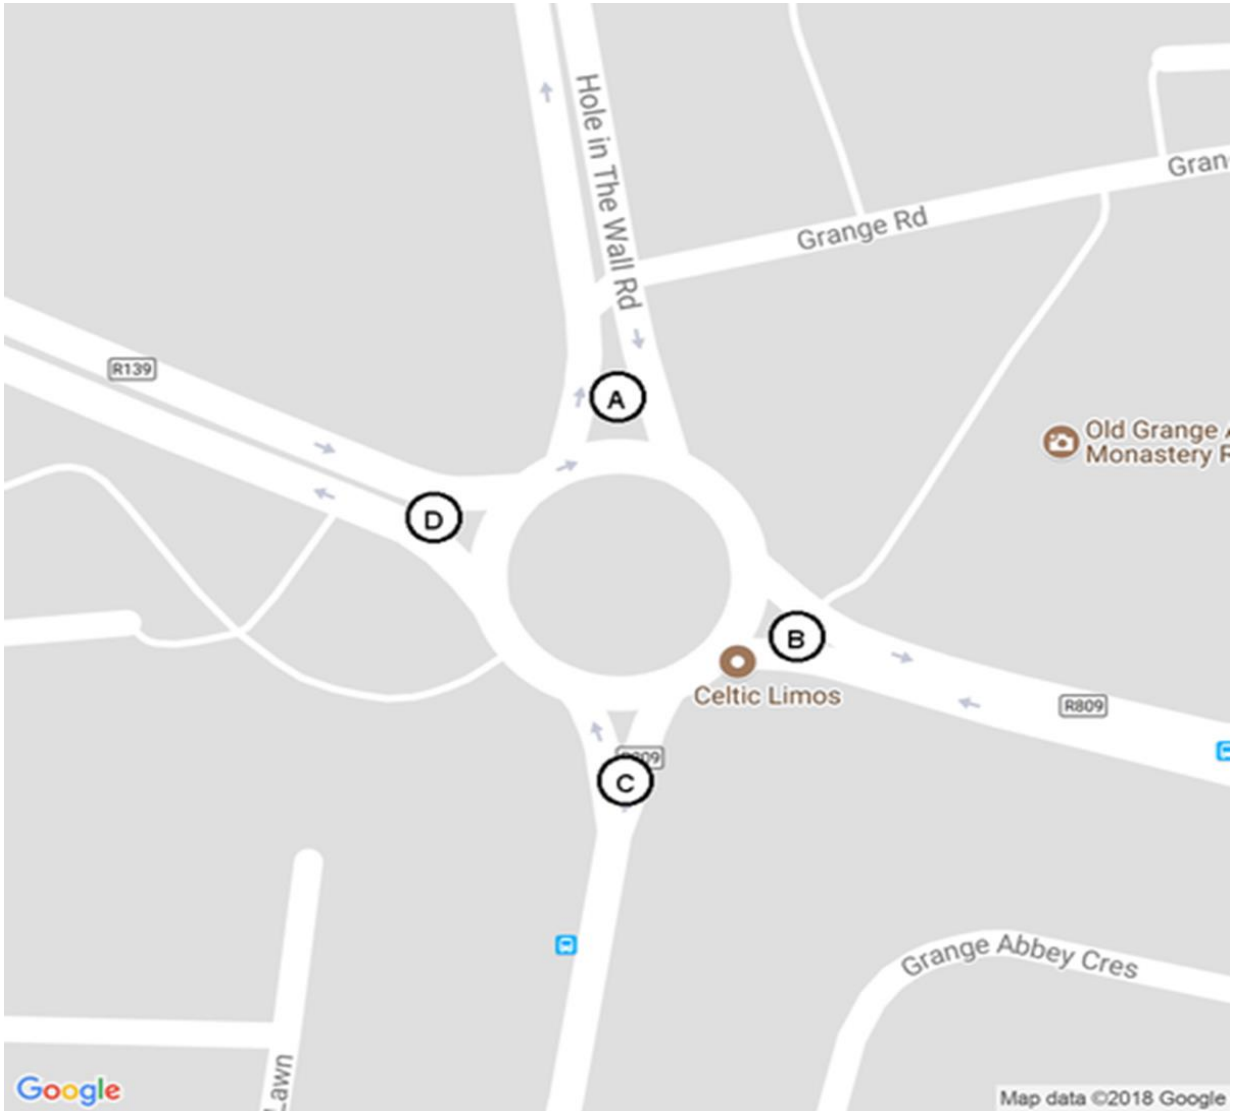 Hole in The Wall Rd
Gran
Grange Rd
R139
A
Old Grange
Monastery
D
B
Celtic Limos
R809
C
Grange Abbey Cres
Lawn
Google
Map data ©2018 Google